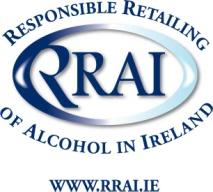 RESPONSIBLE RETAILING
RRAI
OF ALCOHOL IN IRELAND
WWW.RRAI.IE